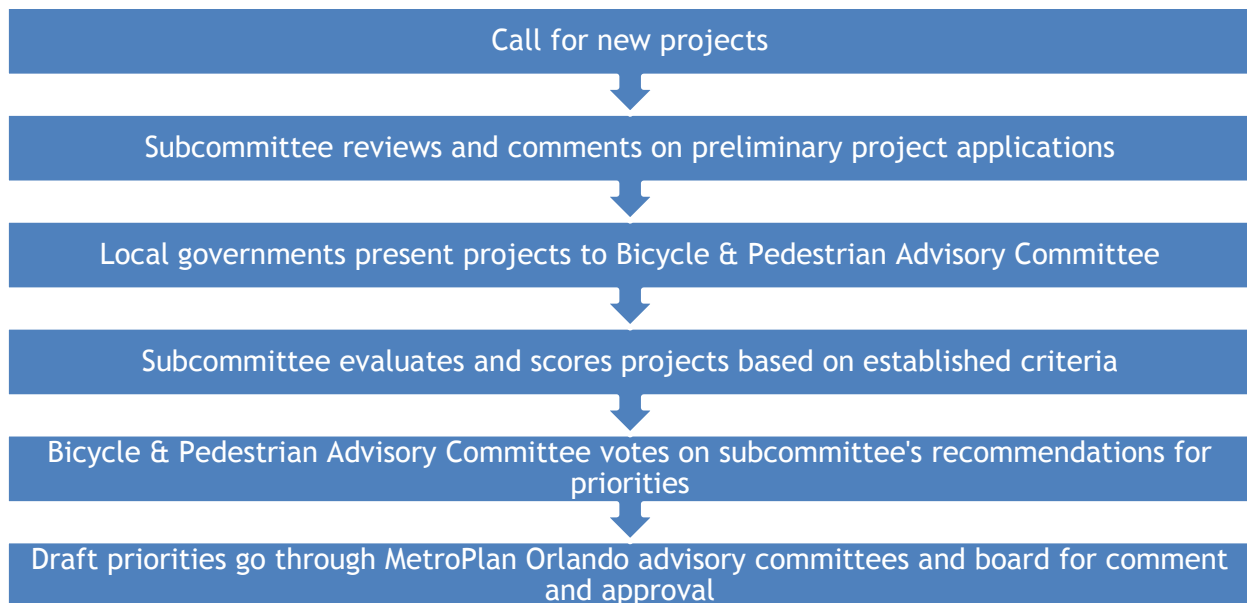 Call for new projects
Subcommittee reviews and comments on preliminary project applications
Local governments present projects to Bicycle & Pedestrian Advisory Committee
Subcommittee evaluates and scores projects based on established criteria
Bicycle & Pedestrian Advisory Committee votes on subcommittee's recommendations for
priorities
Draft priorities go through MetroPlan Orlando advisory committees and board for comment
and approval